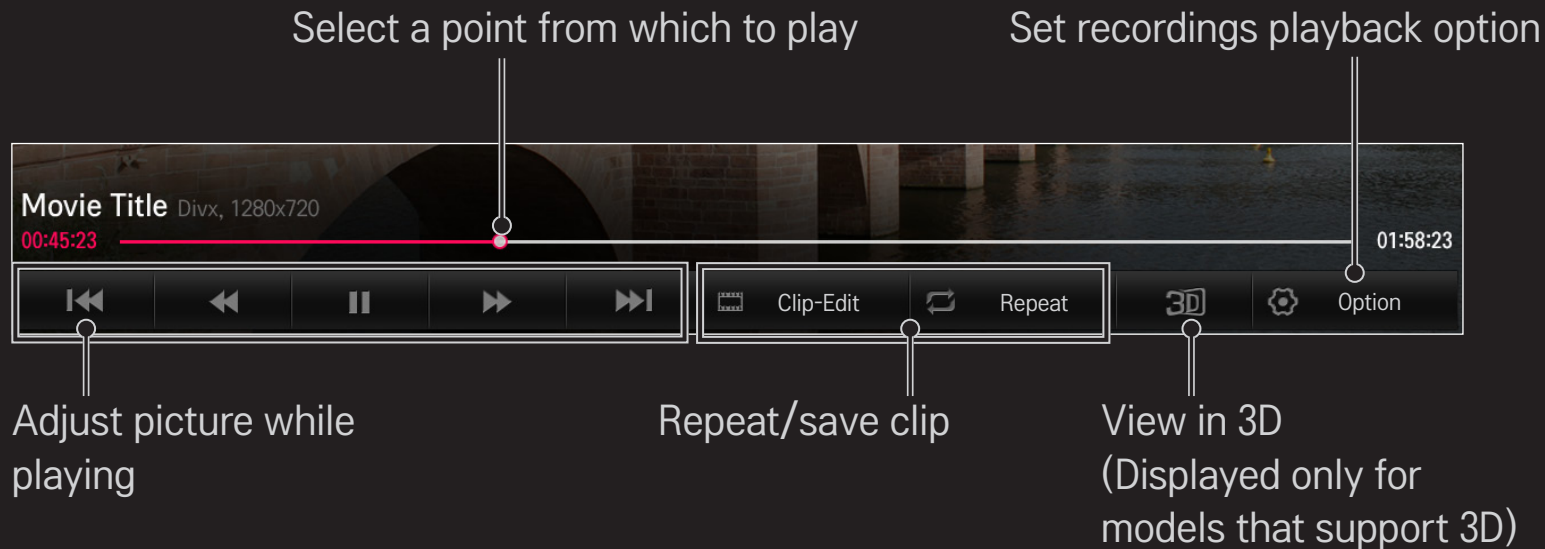 Select a point from which to play
Set recordings playback option
Movie Title Divx, 1280x720
00:45:23
01:58:23
Clip-Edit
Repeat
3D
Option
Adjust picture while
playing
Repeat/save clip
View in 3D
(Displayed only for
models that support 3D)